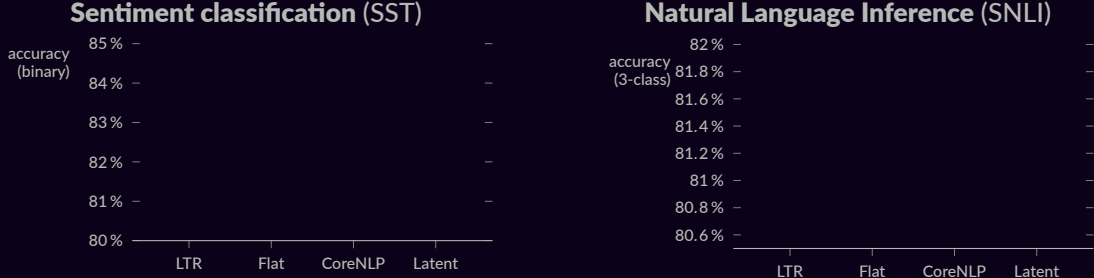 Sentiment classification (SST)
accuracy
(binary)
85 %
84 %
83 %
82 %
81 %
80 %
LTR Flat CoreNLP Latent
Natural Language Inference (SNLI)
accuracy
(3-class)
82 %
81.8 %
81.6 %
81.4 %
81.2 %
81 %
80.8 %
80.6 %
LTR Flat CoreNLP Latent